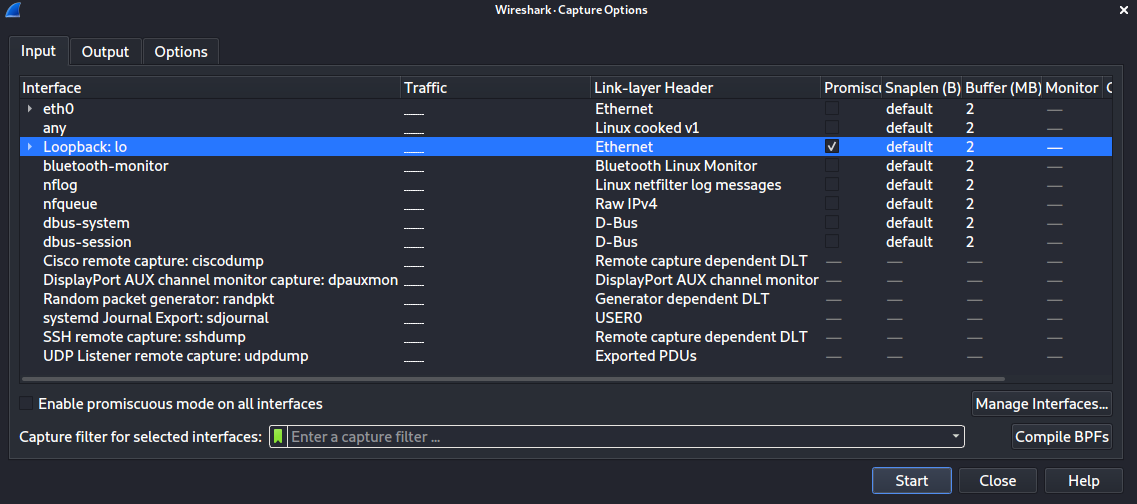 Wireshark · Capture Options
Input Output Options
Interface Traffic Link-layer Header Promiscu Snaplen (B) Buffer (MB) Monitor C
eth0 Ethernet default 2 —
any Linux cooked v1 default 2 —
Loopback: lo Ethernet ✓ default 2 —
bluetooth-monitor Bluetooth Linux Monitor default 2 —
nflog Linux netfilter log messages default 2 —
nfqueue Raw IPv4 default 2 —
dbus-system D-Bus default 2 —
dbus-session D-Bus default 2 —
Cisco remote capture: ciscodump Remote capture dependent DLT — — — —
DisplayPort AUX channel monitor capture: dpauxmon DisplayPort AUX channel monitor — — — —
Random packet generator: randpkt Generator dependent DLT — — — —
systemd Journal Export: sdjournal USER0 — — — —
SSH remote capture: sshdump Remote capture dependent DLT — — — —
UDP Listener remote capture: udpdump Exported PDUs — — — —
Enable promiscuous mode on all interfaces Manage Interfaces...
Capture filter for selected interfaces: Enter a capture filter ... Compile BPFs
Start Close Help